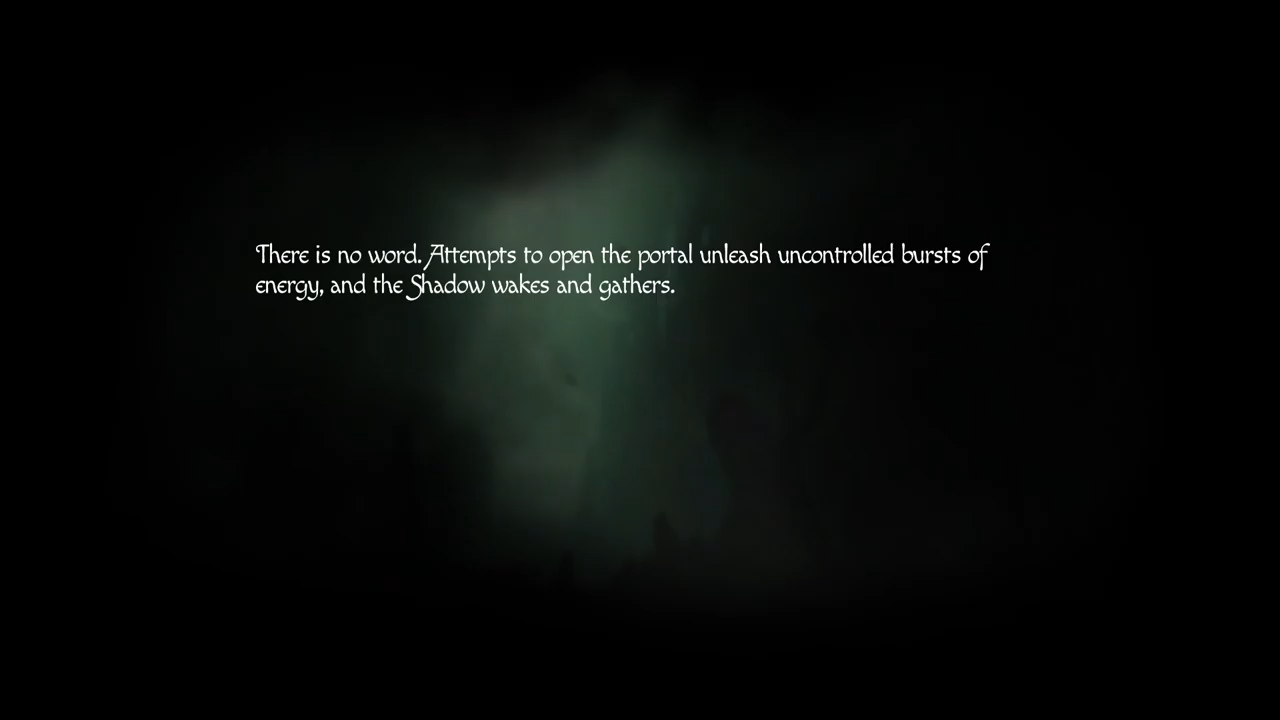 There is no word. Attempts to open the portal unleash uncontrolled bursts of
energy, and the Shadow wakes and gathers.